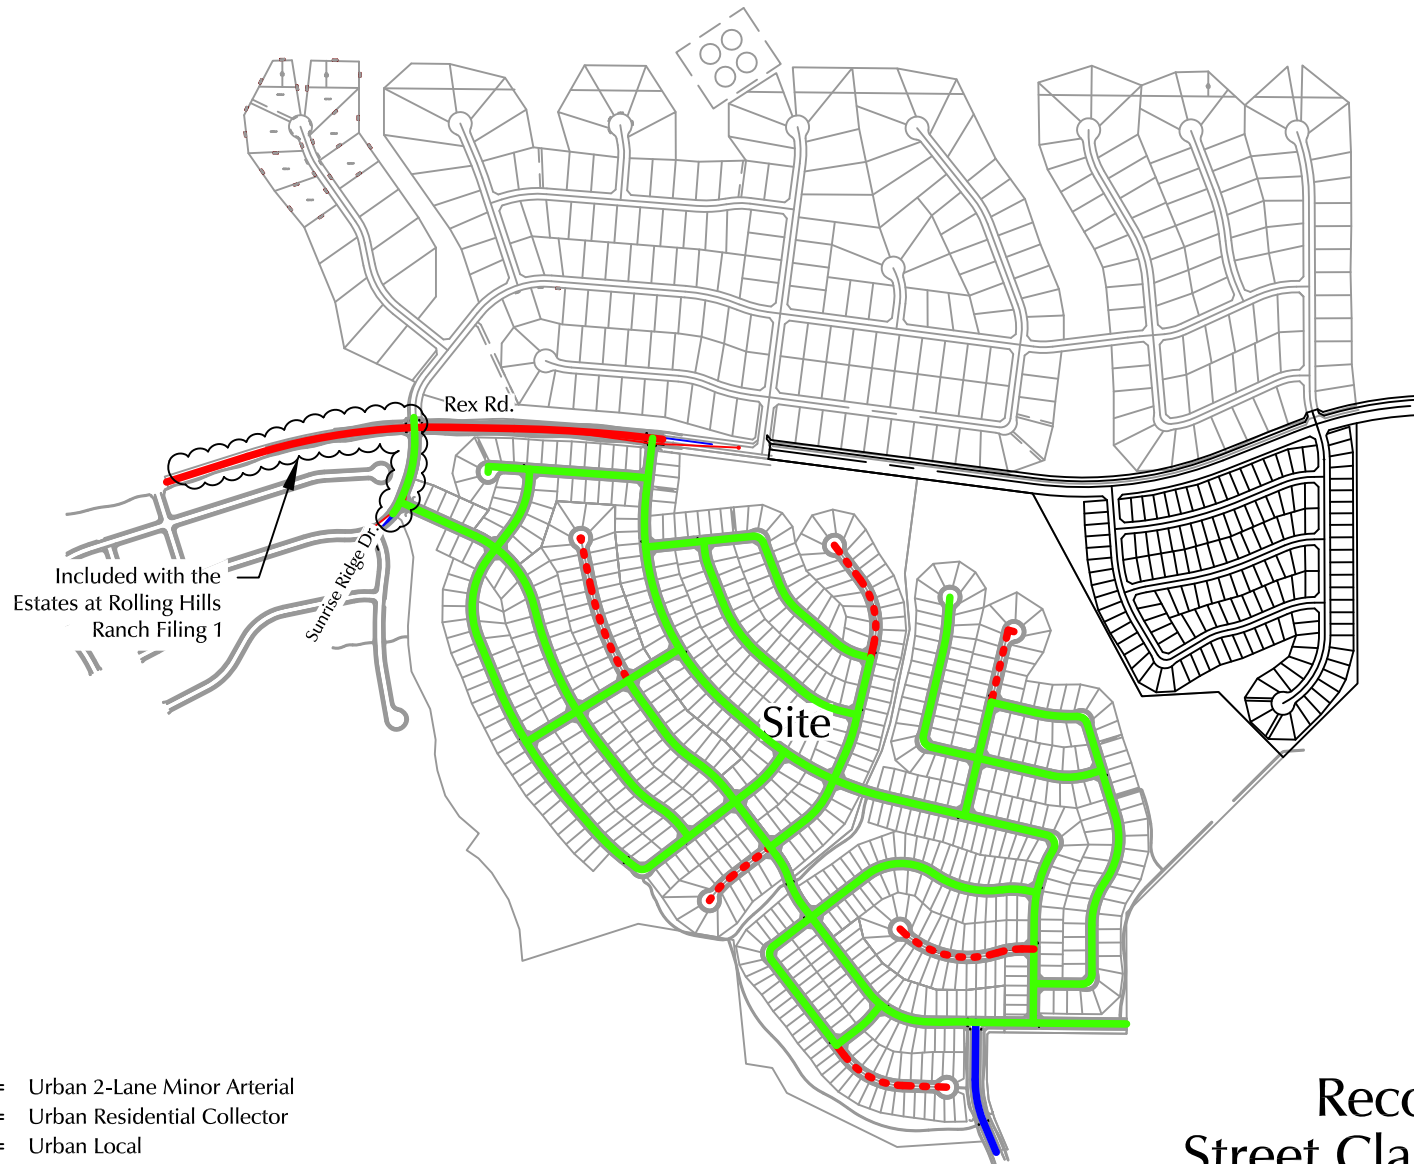 Rex Rd.
Included with the
Estates at Rolling Hills
Ranch Filing 1
Sunrise Ridge Dr.
Site
= Urban 2-Lane Minor Arterial
= Urban Residential Collector
= Urban Local
Reco
Street Cla